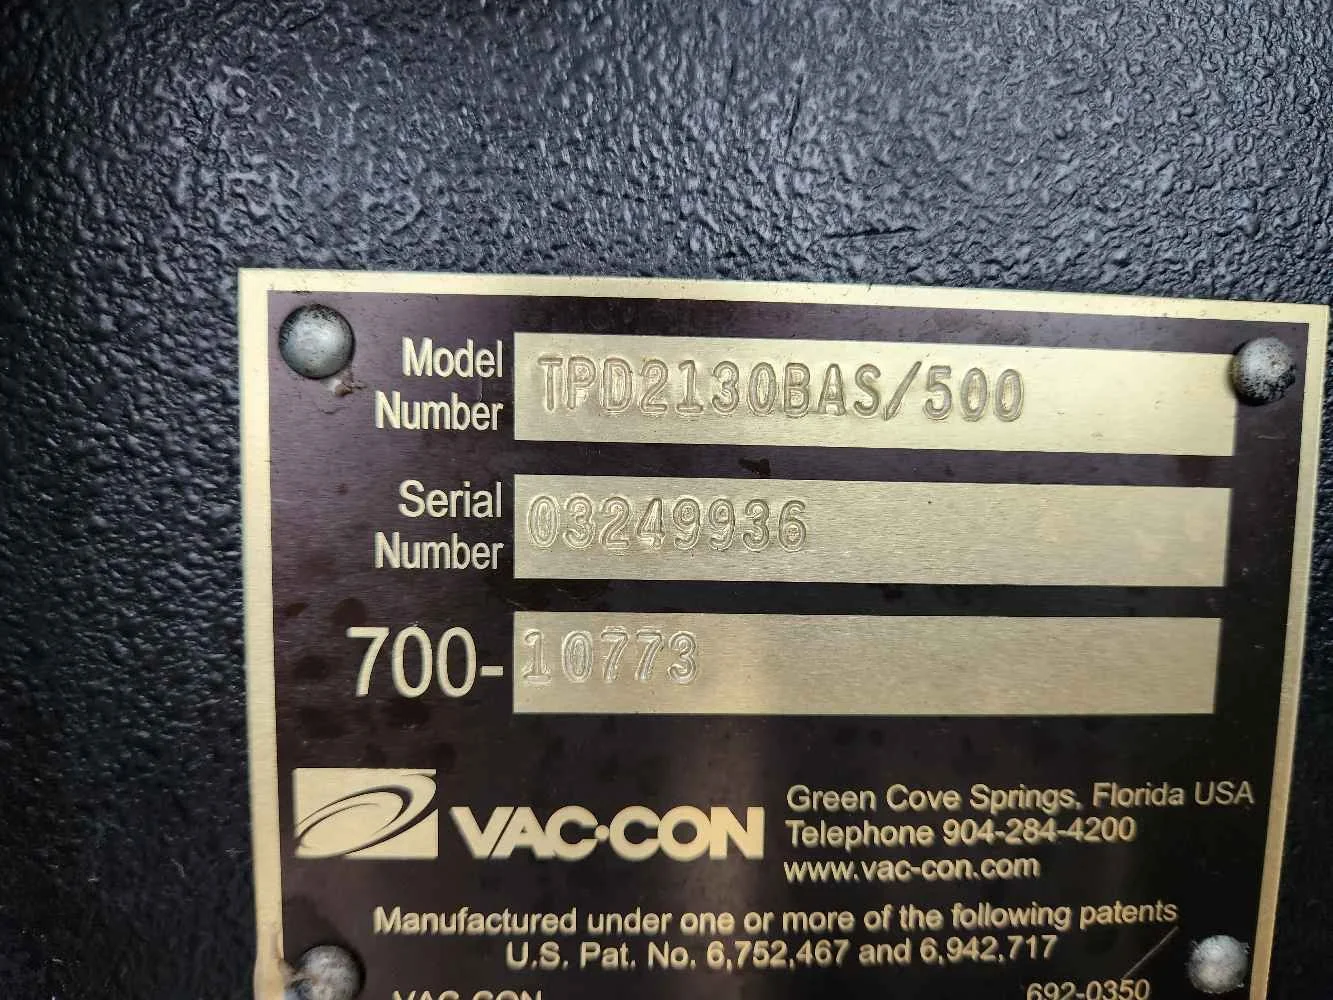 Model Number TPD2130BAS/500
Serial Number 03249936
700-10773
VAC-CON
Green Cove Springs, Florida USA
Telephone 904-284-4200
www.vac-con.com
Manufactured under one or more of the following patents
U.S. Pat. No. 6,752,467 and 6,942,717
VAC-CON 692-0350